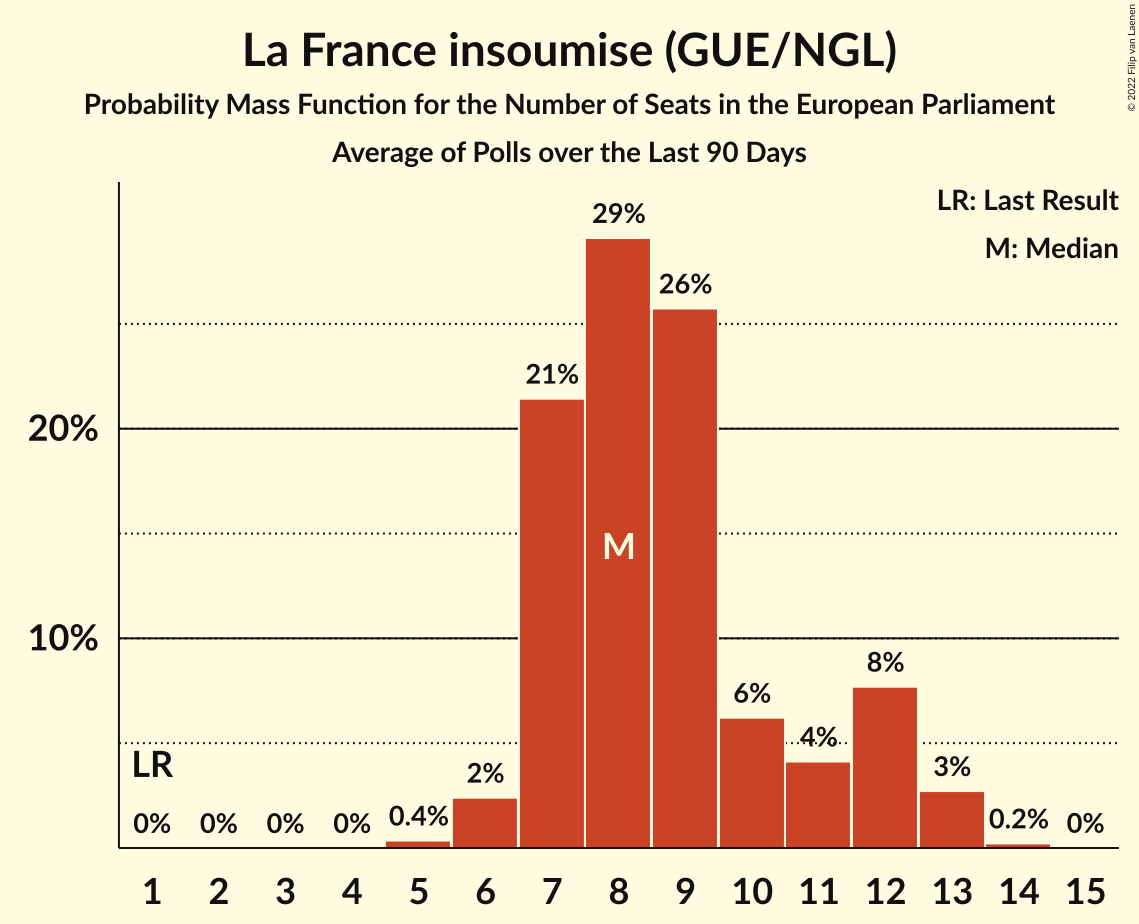 La France insoumise (GUE/NGL)
Probability Mass Function for the Number of Seats in the European Parliament
Average of Polls over the Last 90 Days
© 2022 Filip van Laenen
LR: Last Result
M: Median
29%
26%
21%
20%
M
10%
8%
6%
4%
LR
2%
3%
0% 0% 0% 0% 0.4% 0.2% 0%
1 2 3 4 5 6 7 8 9 10 11 12 13 14 15